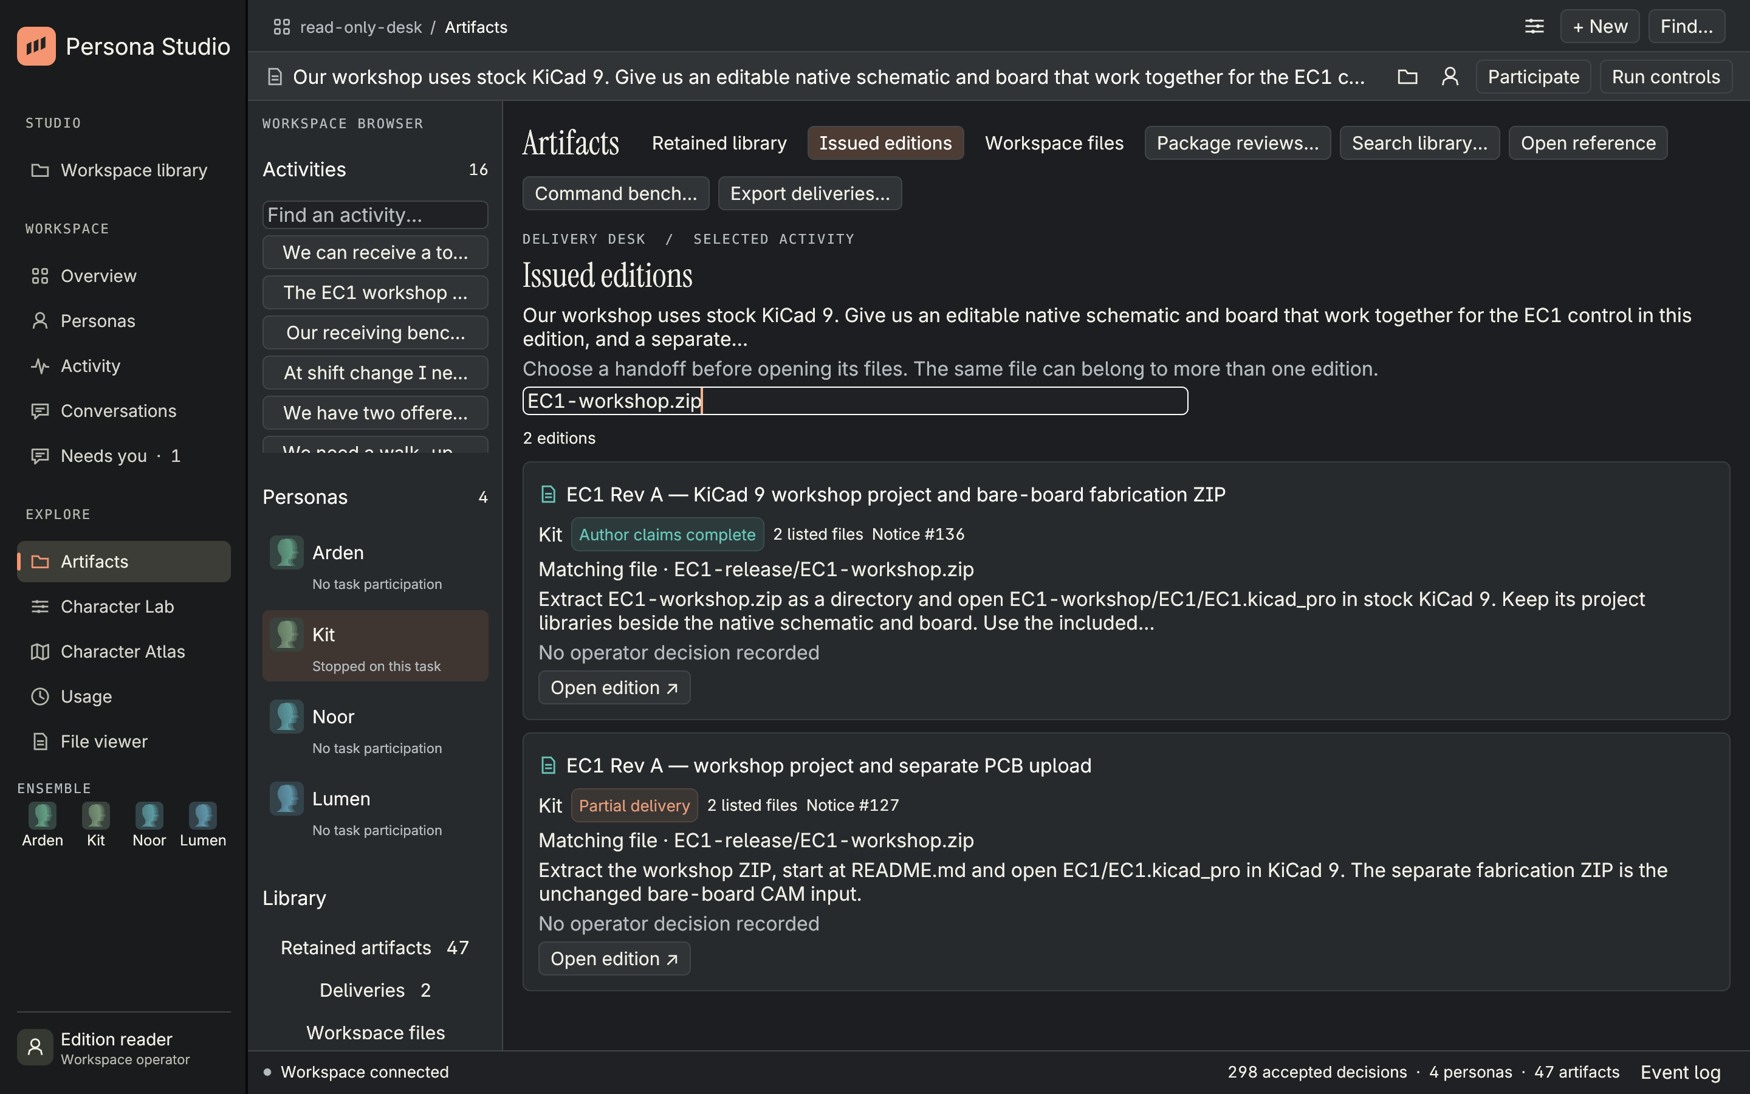 Persona Studio
STUDIO
Workspace library
WORKSPACE
Overview
Personas
Activity
Conversations
Needs you · 1
EXPLORE
Artifacts
Character Lab
Character Atlas
Usage
File viewer
ENSEMBLE
Arden
Kit
Noor
Lumen
Edition reader
Workspace operator
read-only-desk / Artifacts
+ New
Find...
Our workshop uses stock KiCad 9. Give us an editable native schematic and board that work together for the EC1 c...
Participate
Run controls
WORKSPACE BROWSER
Activities 16
Find an activity...
We can receive a to...
The EC1 workshop ...
Our receiving benc...
At shift change I ne...
We have two offere...
We need a walk-up
Personas 4
Arden
No task participation
Kit
Stopped on this task
Noor
No task participation
Lumen
No task participation
Library
Retained artifacts 47
Deliveries 2
Workspace files
Artifacts
Retained library
Issued editions
Workspace files
Package reviews...
Search library...
Open reference
Command bench...
Export deliveries...
DELIVERY DESK / SELECTED ACTIVITY
Issued editions
Our workshop uses stock KiCad 9. Give us an editable native schematic and board that work together for the EC1 control in this
edition, and a separate...
Choose a handoff before opening its files. The same file can belong to more than one edition.
EC1-workshop.zip
2 editions
EC1 Rev A — KiCad 9 workshop project and bare-board fabrication ZIP
Kit Author claims complete 2 listed files Notice #136
Matching file · EC1-release/EC1-workshop.zip
Extract EC1-workshop.zip as a directory and open EC1-workshop/EC1/EC1.kicad_pro in stock KiCad 9. Keep its project
libraries beside the native schematic and board. Use the included...
No operator decision recorded
Open edition ↗
EC1 Rev A — workshop project and separate PCB upload
Kit Partial delivery 2 listed files Notice #127
Matching file · EC1-release/EC1-workshop.zip
Extract the workshop ZIP, start at README.md and open EC1/EC1.kicad_pro in KiCad 9. The separate fabrication ZIP is the
unchanged bare-board CAM input.
No operator decision recorded
Open edition ↗
Workspace connected
298 accepted decisions · 4 personas · 47 artifacts
Event log